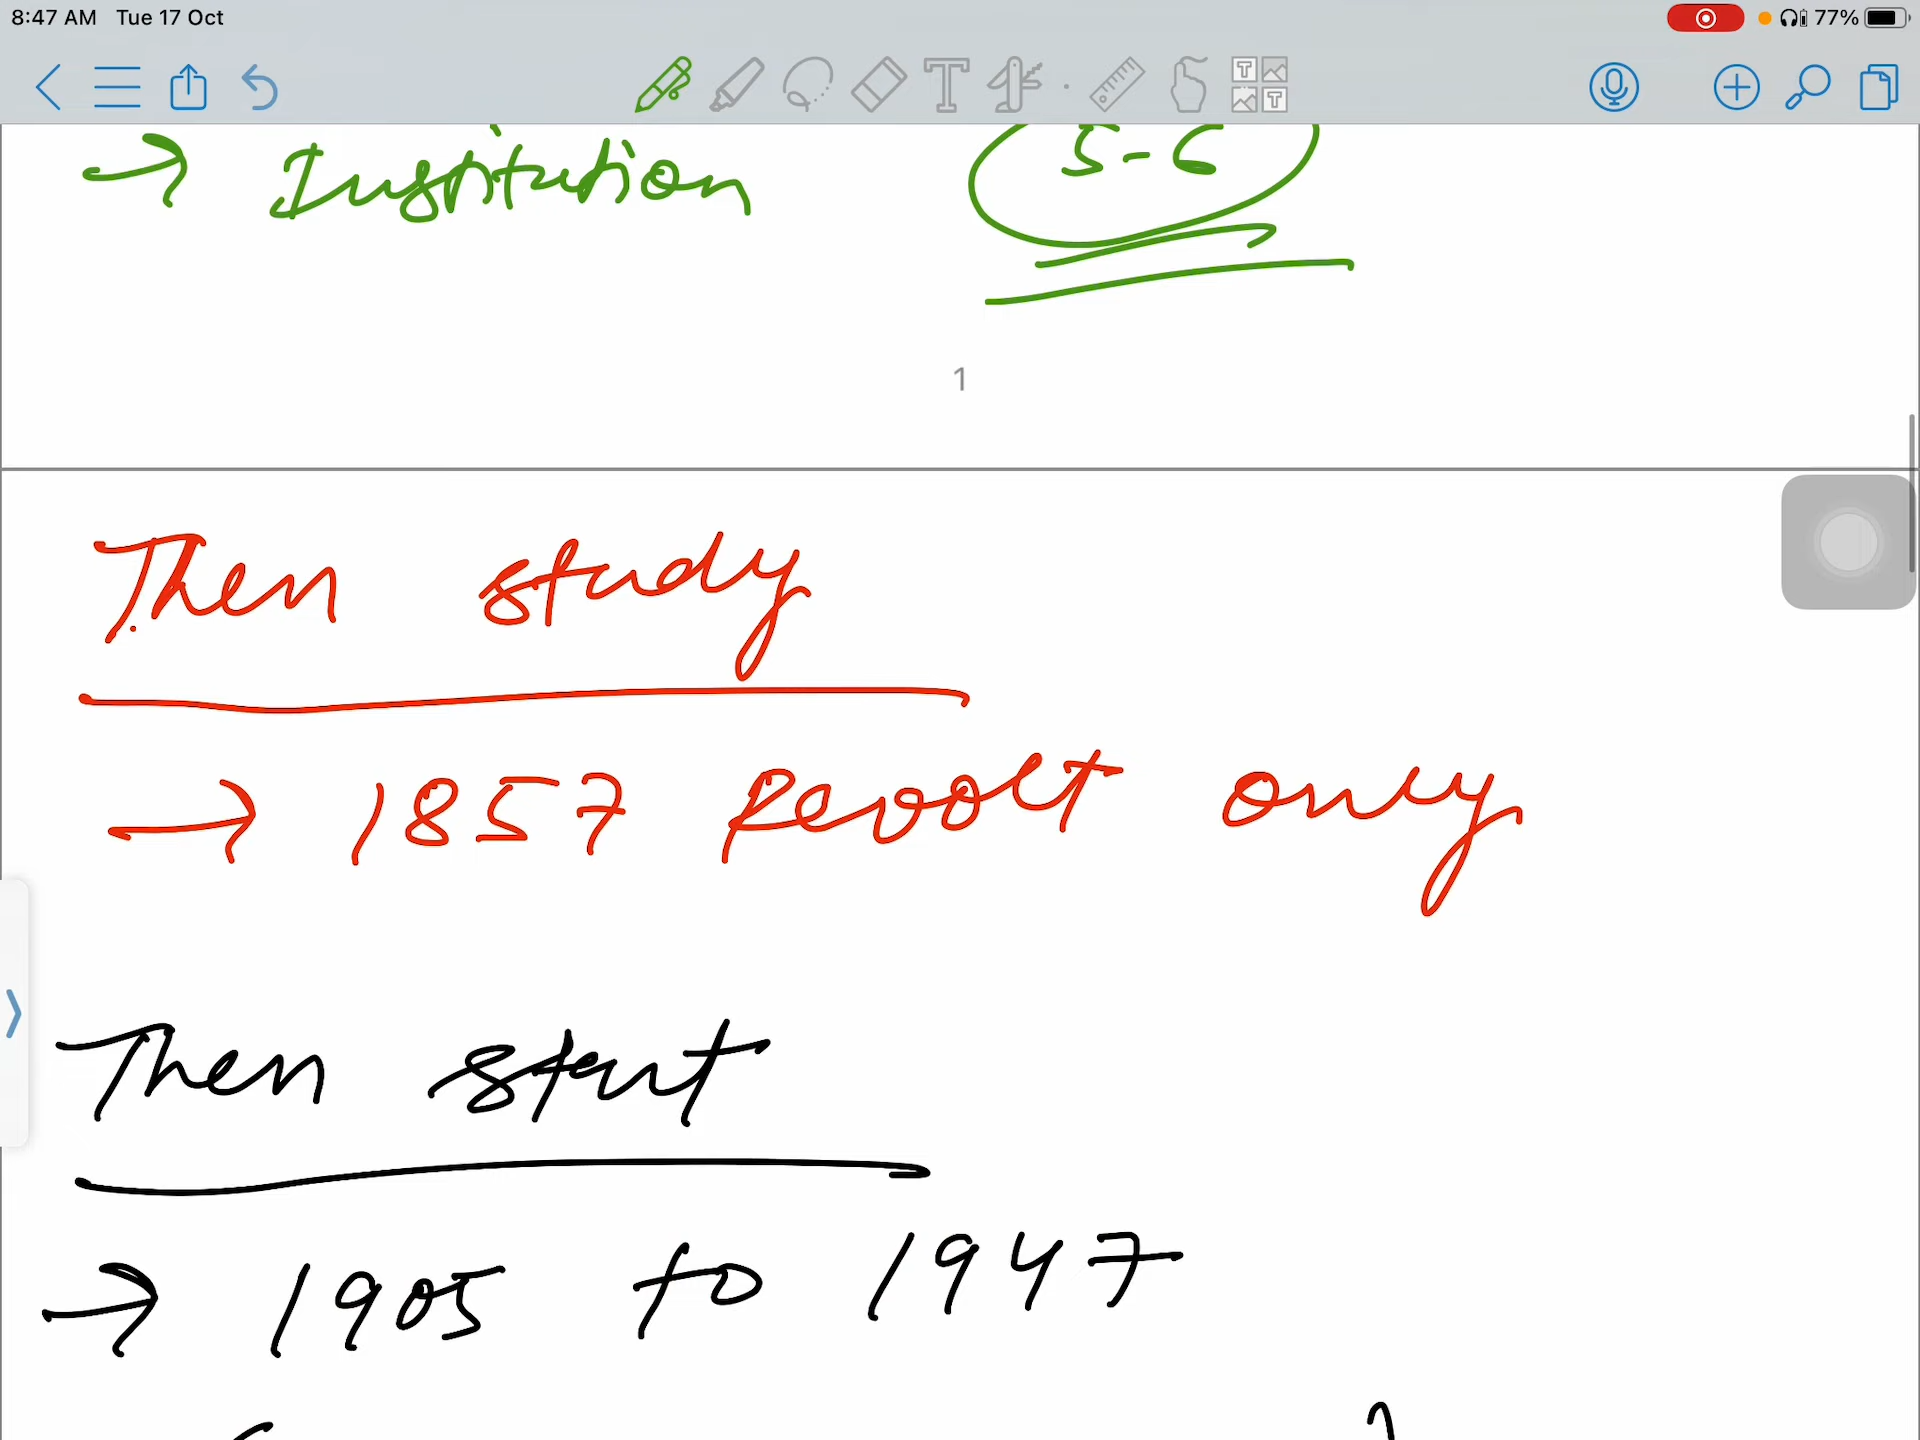 8:47 AM Tue 17 Oct 77%
→ Institution 5-6
1
Then study
→ 1857 Revolt only
Then start
→ 1905 to 1947